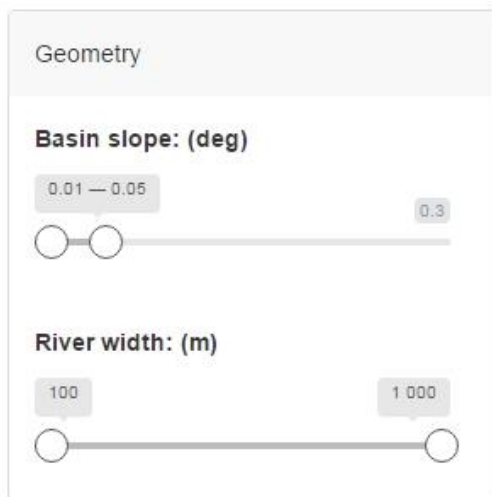 Geometry
Basin slope: (deg)
0.01 — 0.05
0.3
River width: (m)
100
1 000